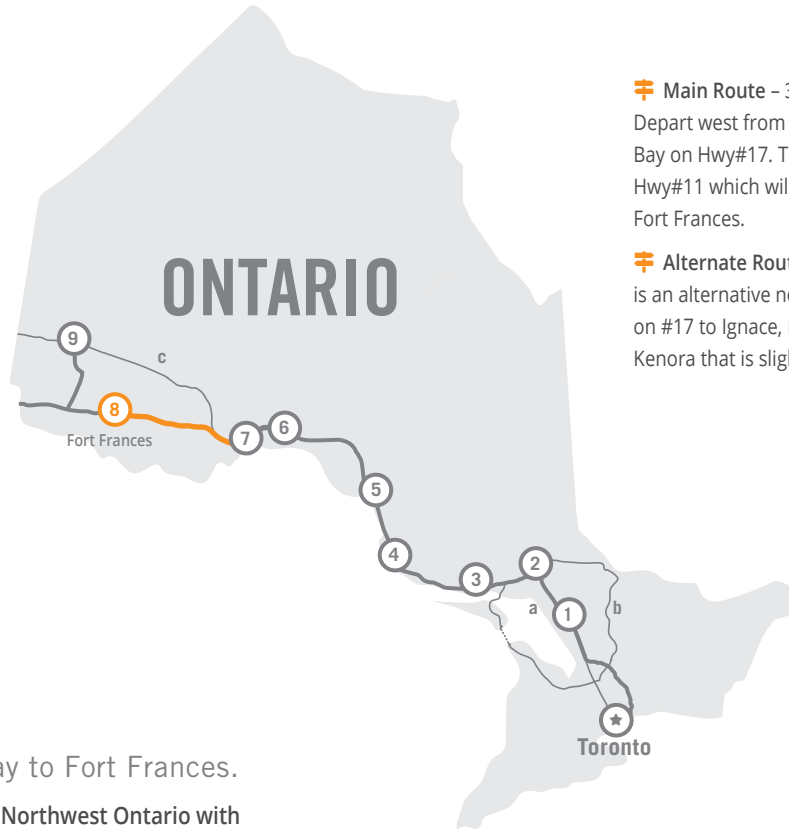 Main Route – 3
Depart west from
Bay on Hwy#17. T
Hwy#11 which wil
Fort Frances.
Alternate Rout
is an alternative n
on #17 to Ignace,
Kenora that is sligh
ONTARIO
9
c
8
Fort Frances
7
6
5
4
3
2
a
1
b
Toronto
ay to Fort Frances.
Northwest Ontario with